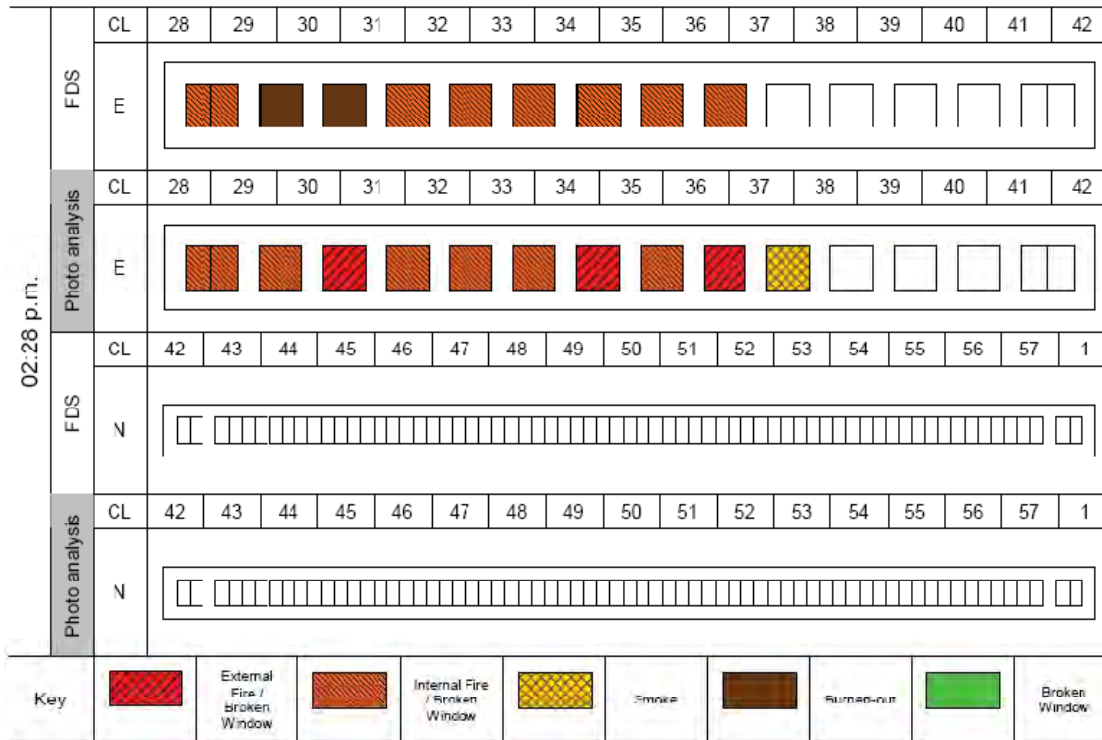 02:28 p.m.
FDS
CL 28 29 30 31 32 33 34 35 36 37 38 39 40 41 42
E
Photo analysis
CL 28 29 30 31 32 33 34 35 36 37 38 39 40 41 42
E
FDS
CL 42 43 44 45 46 47 48 49 50 51 52 53 54 55 56 57 1
N
Photo analysis
CL 42 43 44 45 46 47 48 49 50 51 52 53 54 55 56 57 1
N
Key
External
Fire /
Broken
Window
Internal Fire
/ Broken
Window
Smoke
Burned-out
Broken
Window